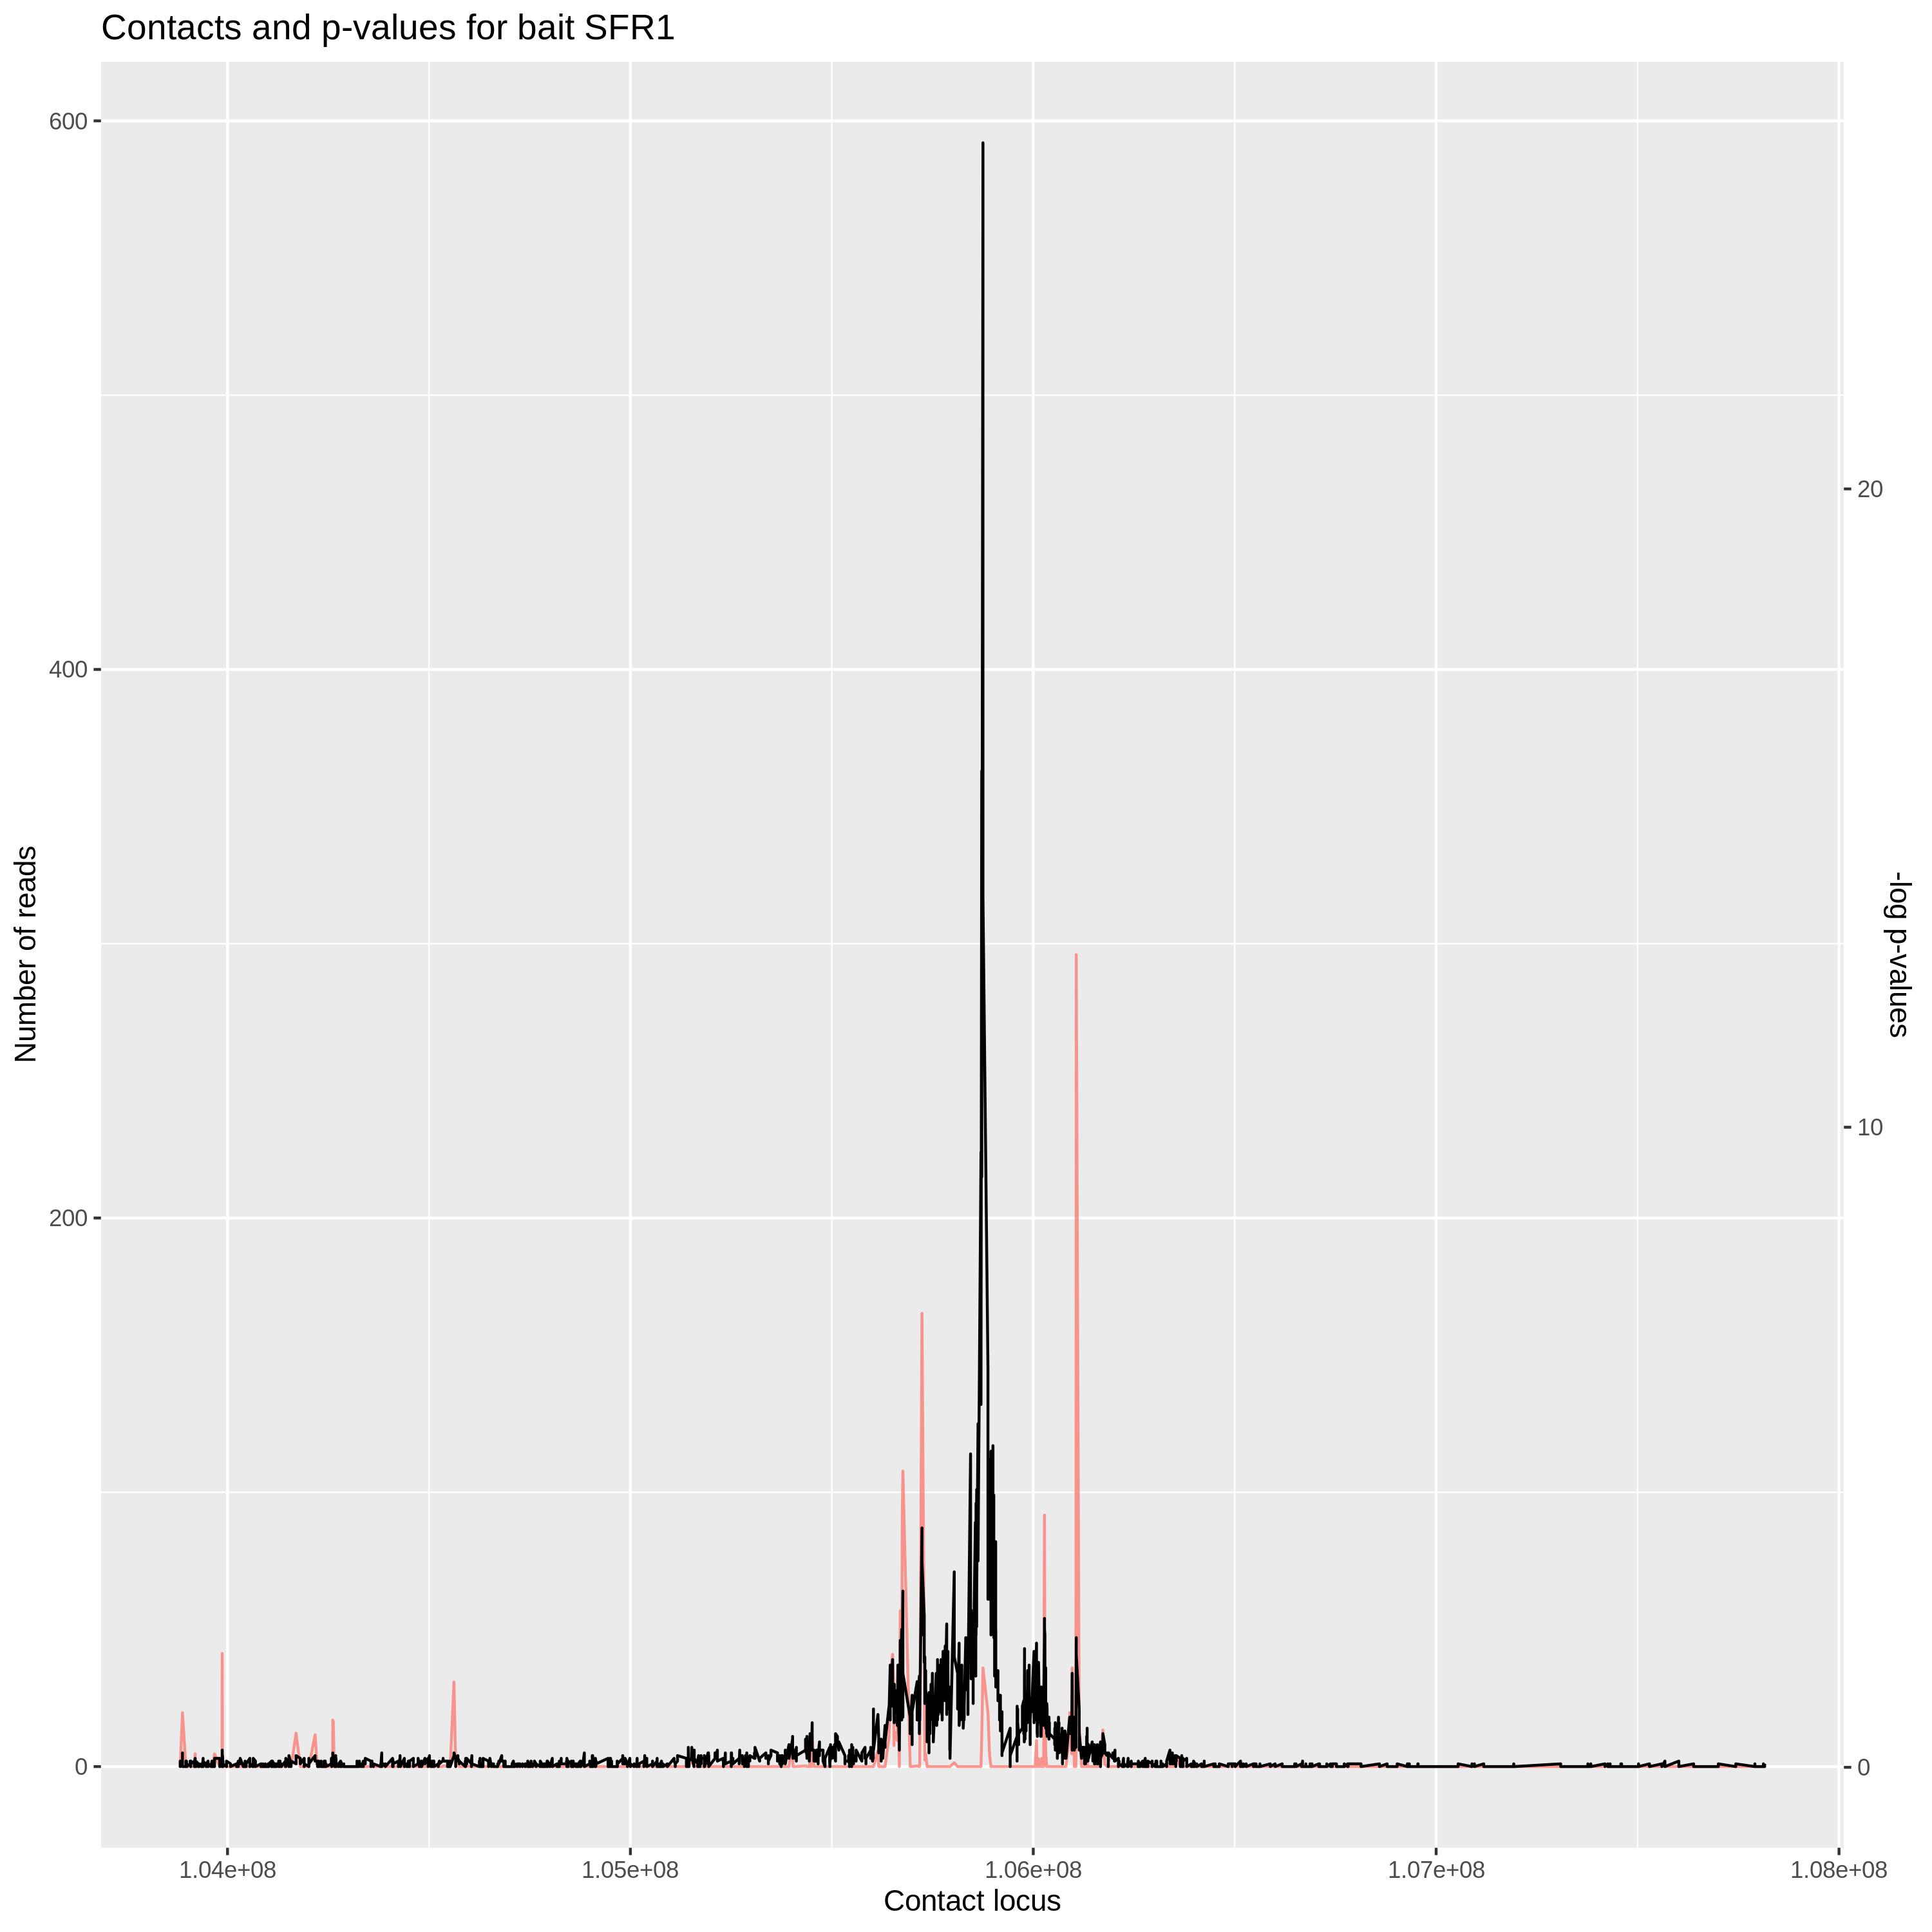 Contacts and p-values for bait SFR1
600
400
200
0
Number of reads
20
10
0
-log p-values
1.04e+08
1.05e+08
1.06e+08
1.07e+08
1.08e+08
Contact locus